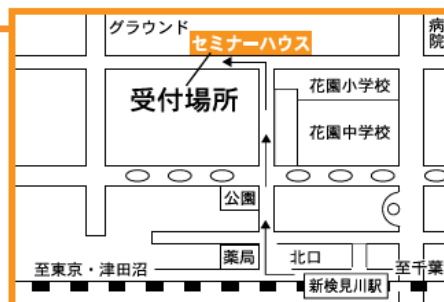 グラウンド
病院
セミナーハウス
受付場所
花園小学校
花園中学校
公園
薬局
北口
至東京・津田沼
至千葉
新検見川駅